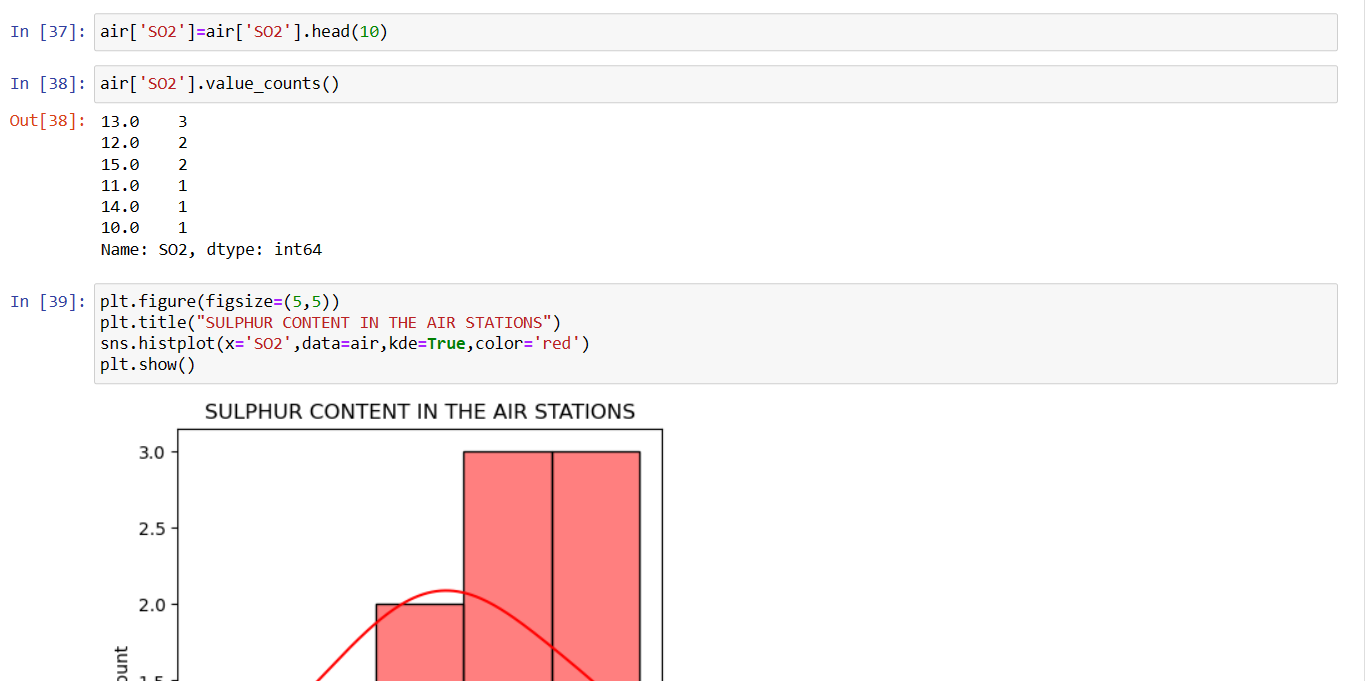 In [37]: air['SO2']=air['SO2'].head(10)
In [38]: air['SO2'].value_counts()
Out[38]: 13.0    3
12.0    2
15.0    2
11.0    1
14.0    1
10.0    1
Name: SO2, dtype: int64
In [39]: plt.figure(figsize=(5,5))
plt.title("SULPHUR CONTENT IN THE AIR STATIONS")
sns.histplot(x='SO2',data=air,kde=True,color='red')
plt.show()
SULPHUR CONTENT IN THE AIR STATIONS
3.0
2.5
2.0
1.5
ount